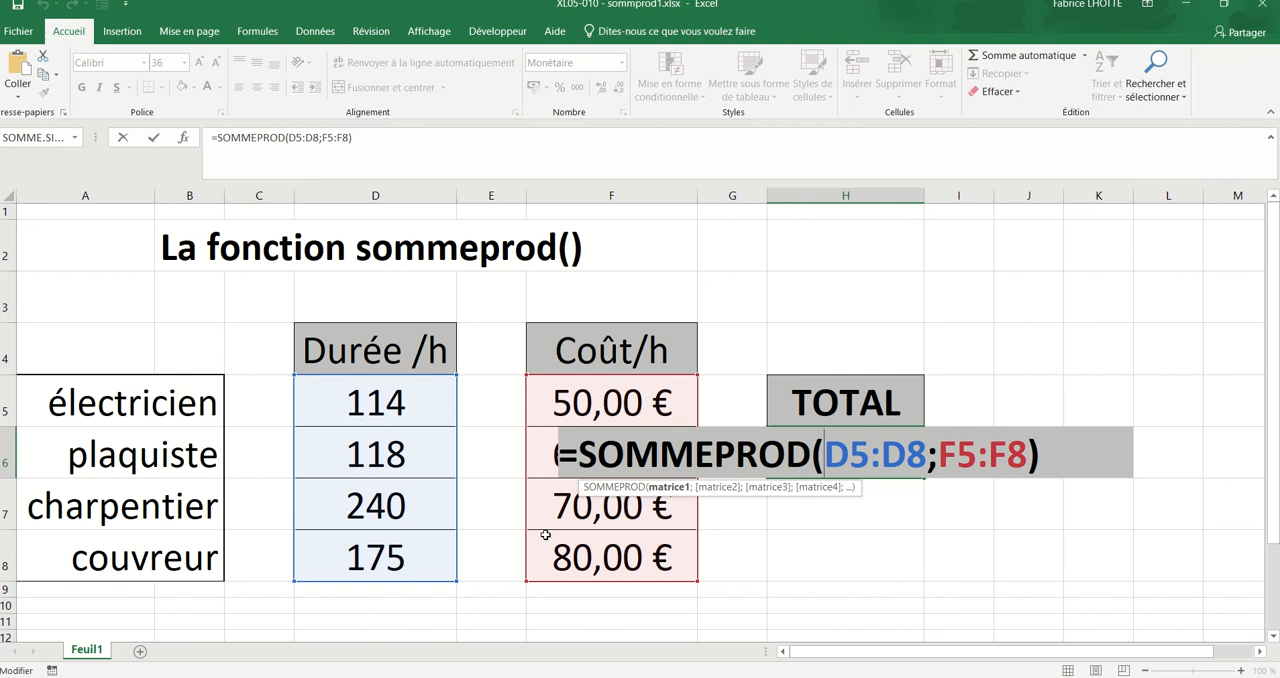 XL05-010 - sommprod1.xlsx - Excel
Fabrice LHOTTE
Fichier Accueil Insertion Mise en page Formules Données Révision Affichage Développeur Aide Dites-nous ce que vous voulez faire Partager
Coller
Calibri 36
Renvoyer à la ligne automatiquement
Monétaire
G I S
Fusionner et centrer
% 000
Mise en forme conditionnelle
Mettre sous forme de tableau
Styles de cellules
Insérer Supprimer Format
Somme automatique
Recopier
Effacer
Trier et filtrer
Rechercher et sélectionner
resse-papiers Police Alignement Nombre Styles Cellules Édition
SOMME.SI... fx =SOMMEPROD(D5:D8;F5:F8)
A B C D E F G H I J K L M
1
2 La fonction sommeprod()
3
4 Durée /h Coût/h
5 électricien 114 50,00 € TOTAL
6 plaquiste 118 =SOMMEPROD(D5:D8;F5:F8)
SOMMEPROD(matrice1; [matrice2]; [matrice3]; [matrice4]; ...)
7 charpentier 240 70,00 €
8 couvreur 175 80,00 €
9
10
11
12
Feuil1
Modifier
100 %